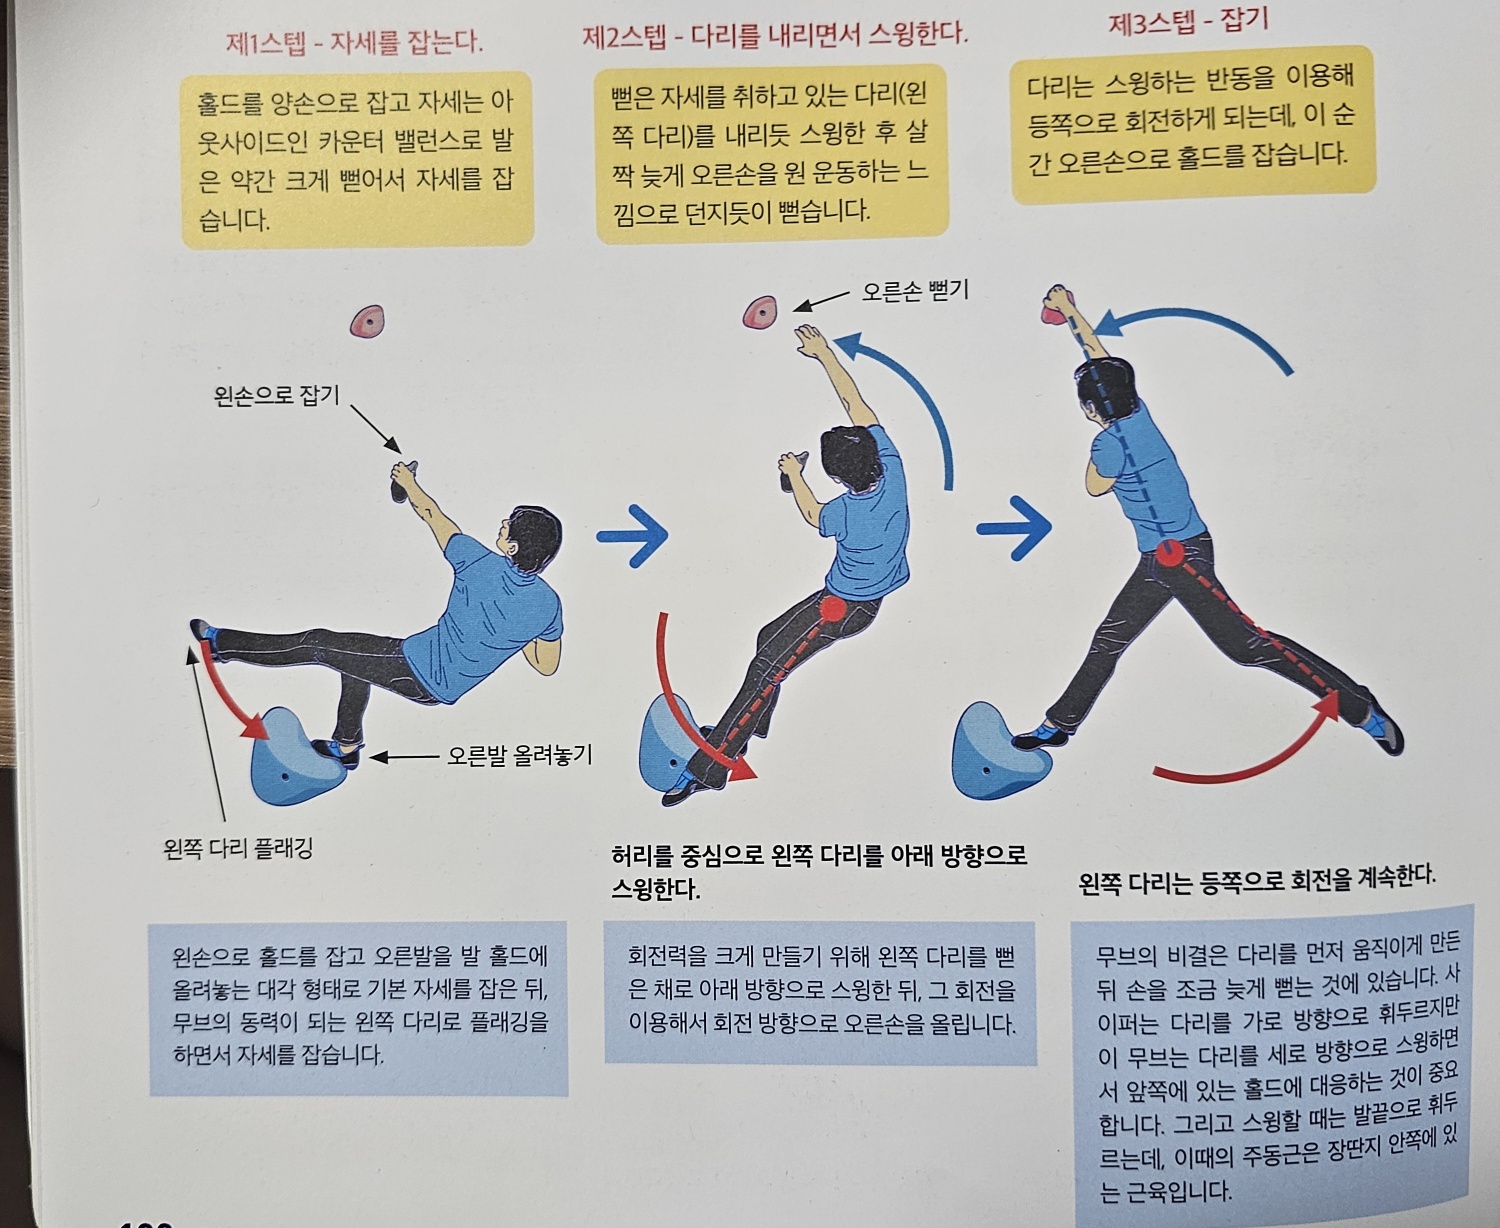 제1스텝 - 자세를 잡는다.
홀드를 양손으로 잡고 자세는 아
웃사이드인 카운터 밸런스로 발
은 약간 크게 뻗어서 자세를 잡
습니다.
왼손으로 잡기
오른발 올려놓기
왼쪽 다리 플래깅
왼손으로 홀드를 잡고 오른발을 발 홀드에
올려놓는 대각 형태로 기본 자세를 잡은 뒤,
무브의 동력이 되는 왼쪽 다리로 플래깅을
하면서 자세를 잡습니다.
제2스텝 - 다리를 내리면서 스윙한다.
뻗은 자세를 취하고 있는 다리(왼
쪽 다리)를 내리듯 스윙한 후 살
짝 늦게 오른손을 원 운동하는 느
낌으로 던지듯이 뻗습니다.
오른손 뻗기
허리를 중심으로 왼쪽 다리를 아래 방향으로
스윙한다.
회전력을 크게 만들기 위해 왼쪽 다리를 뻗
은 채로 아래 방향으로 스윙한 뒤, 그 회전을
이용해서 회전 방향으로 오른손을 올립니다.
제3스텝 - 잡기
다리는 스윙하는 반동을 이용해
등쪽으로 회전하게 되는데, 이 순
간 오른손으로 홀드를 잡습니다.
왼쪽 다리는 등쪽으로 회전을 계속한다.
무브의 비결은 다리를 먼저 움직이게 만든
뒤 손을 조금 늦게 뻗는 것에 있습니다. 사
이퍼는 다리를 가로 방향으로 휘두르지만
이 무브는 다리를 세로 방향으로 스윙하면
서 앞쪽에 있는 홀드에 대응하는 것이 중요
합니다. 그리고 스윙할 때는 발끝으로 휘두
르는데, 이때의 주동근은 장딴지 안쪽에 있
는 근육입니다.